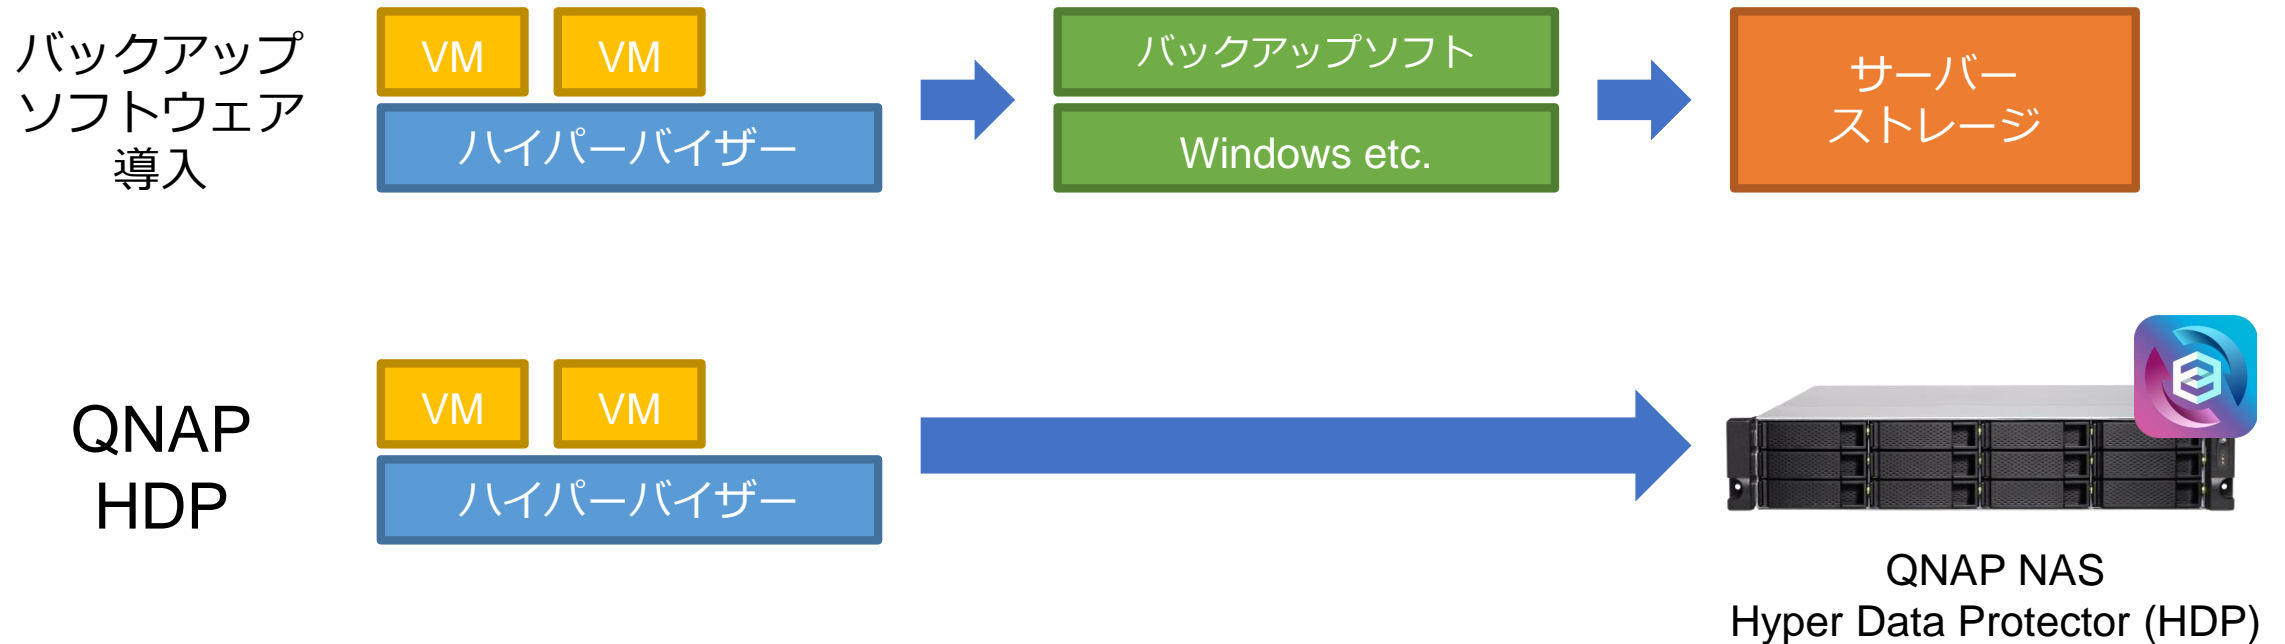 バックアップ
ソフトウェア
導入
VM
VM
ハイパーバイザー
バックアップソフト
Windows etc.
サーバー
ストレージ
QNAP
HDP
VM
VM
ハイパーバイザー
QNAP NAS
Hyper Data Protector (HDP)